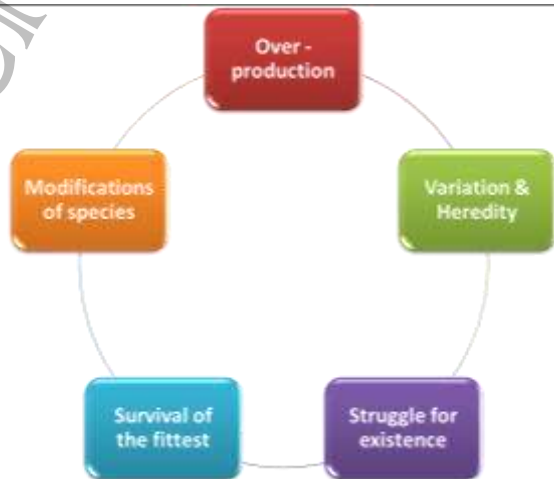 Over -
production
Variation &
Heredity
Struggle for
existence
Survival of
the fittest
Modifications
of species